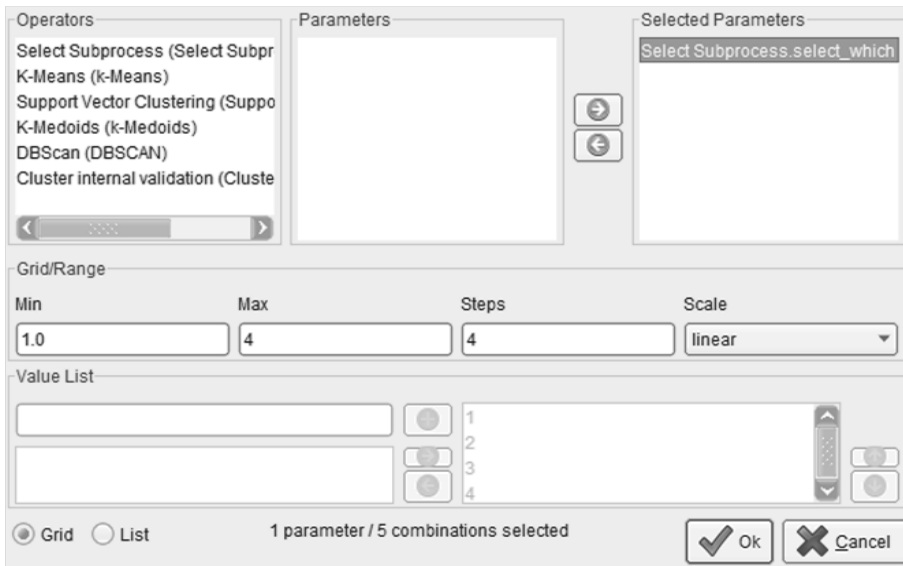 Operators
Select Subprocess (Select Subpr
K-Means (k-Means)
Support Vector Clustering (Suppo
K-Medoids (k-Medoids)
DBScan (DBSCAN)
Cluster internal validation (Cluste
Parameters
Selected Parameters
Select Subprocess.select_which
Grid/Range
Min
Max
Steps
Scale
1.0
4
4
linear
Value List
1
2
3
4
Grid
List
1 parameter / 5 combinations selected
Ok
Cancel